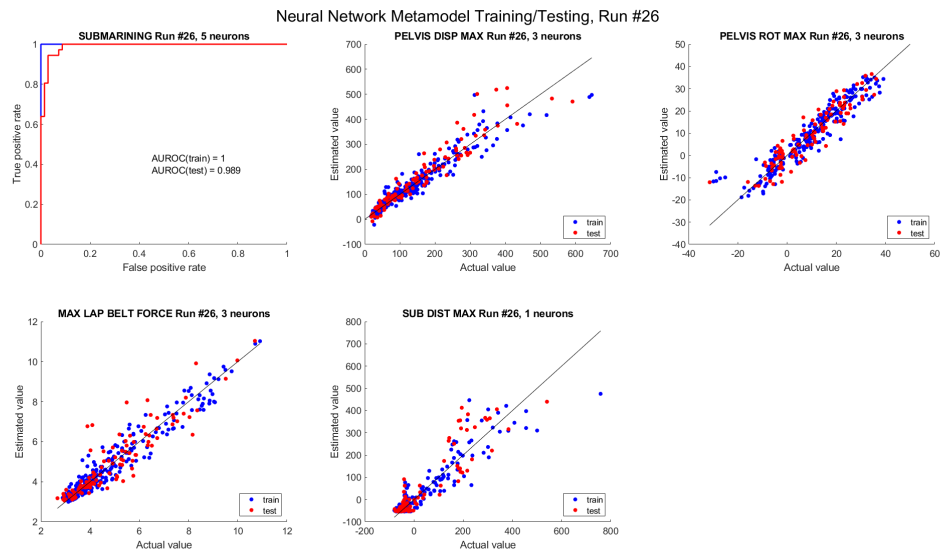 Neural Network Metamodel Training/Testing, Run #26
SUBMARINING Run #26, 5 neurons
True positive rate
1
0.8
0.6
0.4
0.2
0
AUROC(train) = 1
AUROC(test) = 0.989
0
0.2
0.4
0.6
0.8
1
False positive rate
PELVIS DISP MAX Run #26, 3 neurons
Estimated value
700
600
500
400
300
200
100
0
-100
train
test
0
100
200
300
400
500
600
700
Actual value
PELVIS ROT MAX Run #26, 3 neurons
Estimated value
50
40
30
20
10
0
-10
-20
-30
-40
train
test
-40
-20
0
20
40
60
Actual value
MAX LAP BELT FORCE Run #26, 3 neurons
Estimated value
12
10
8
6
4
2
train
test
2
4
6
8
10
12
Actual value
SUB DIST MAX Run #26, 1 neurons
Estimated value
800
700
600
500
400
300
200
100
0
-100
train
test
-200
0
200
400
600
800
Actual value